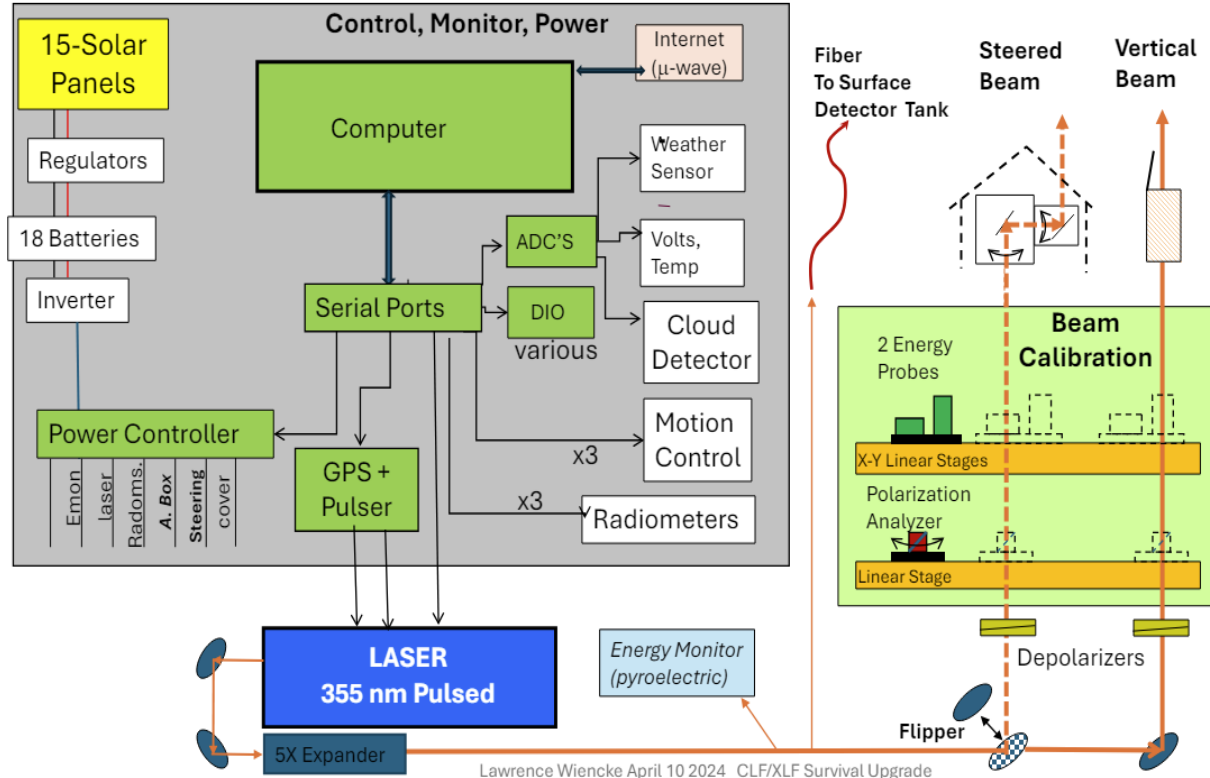 Control, Monitor, Power
15-Solar
Panels
Regulators
18 Batteries
Inverter
Computer
Internet
(μ-wave)
Weather
Sensor
ADC'S
Volts,
Temp
Serial Ports
DIO
various
Cloud
Detector
Power Controller
Emon
laser
Radoms.
A. Box
Steering
cover
GPS +
Pulser
x3
Motion
Control
x3
Radiometers
LASER
355 nm Pulsed
5X Expander
Energy Monitor
(pyroelectric)
Fiber
To Surface
Detector Tank
Steered
Beam
Vertical
Beam
Beam
Calibration
2 Energy
Probes
X-Y Linear Stages
Polarization
Analyzer
Linear Stage
Depolarizers
Flipper
Lawrence Wiencke April 10 2024 CLF/XLF Survival Upgrade